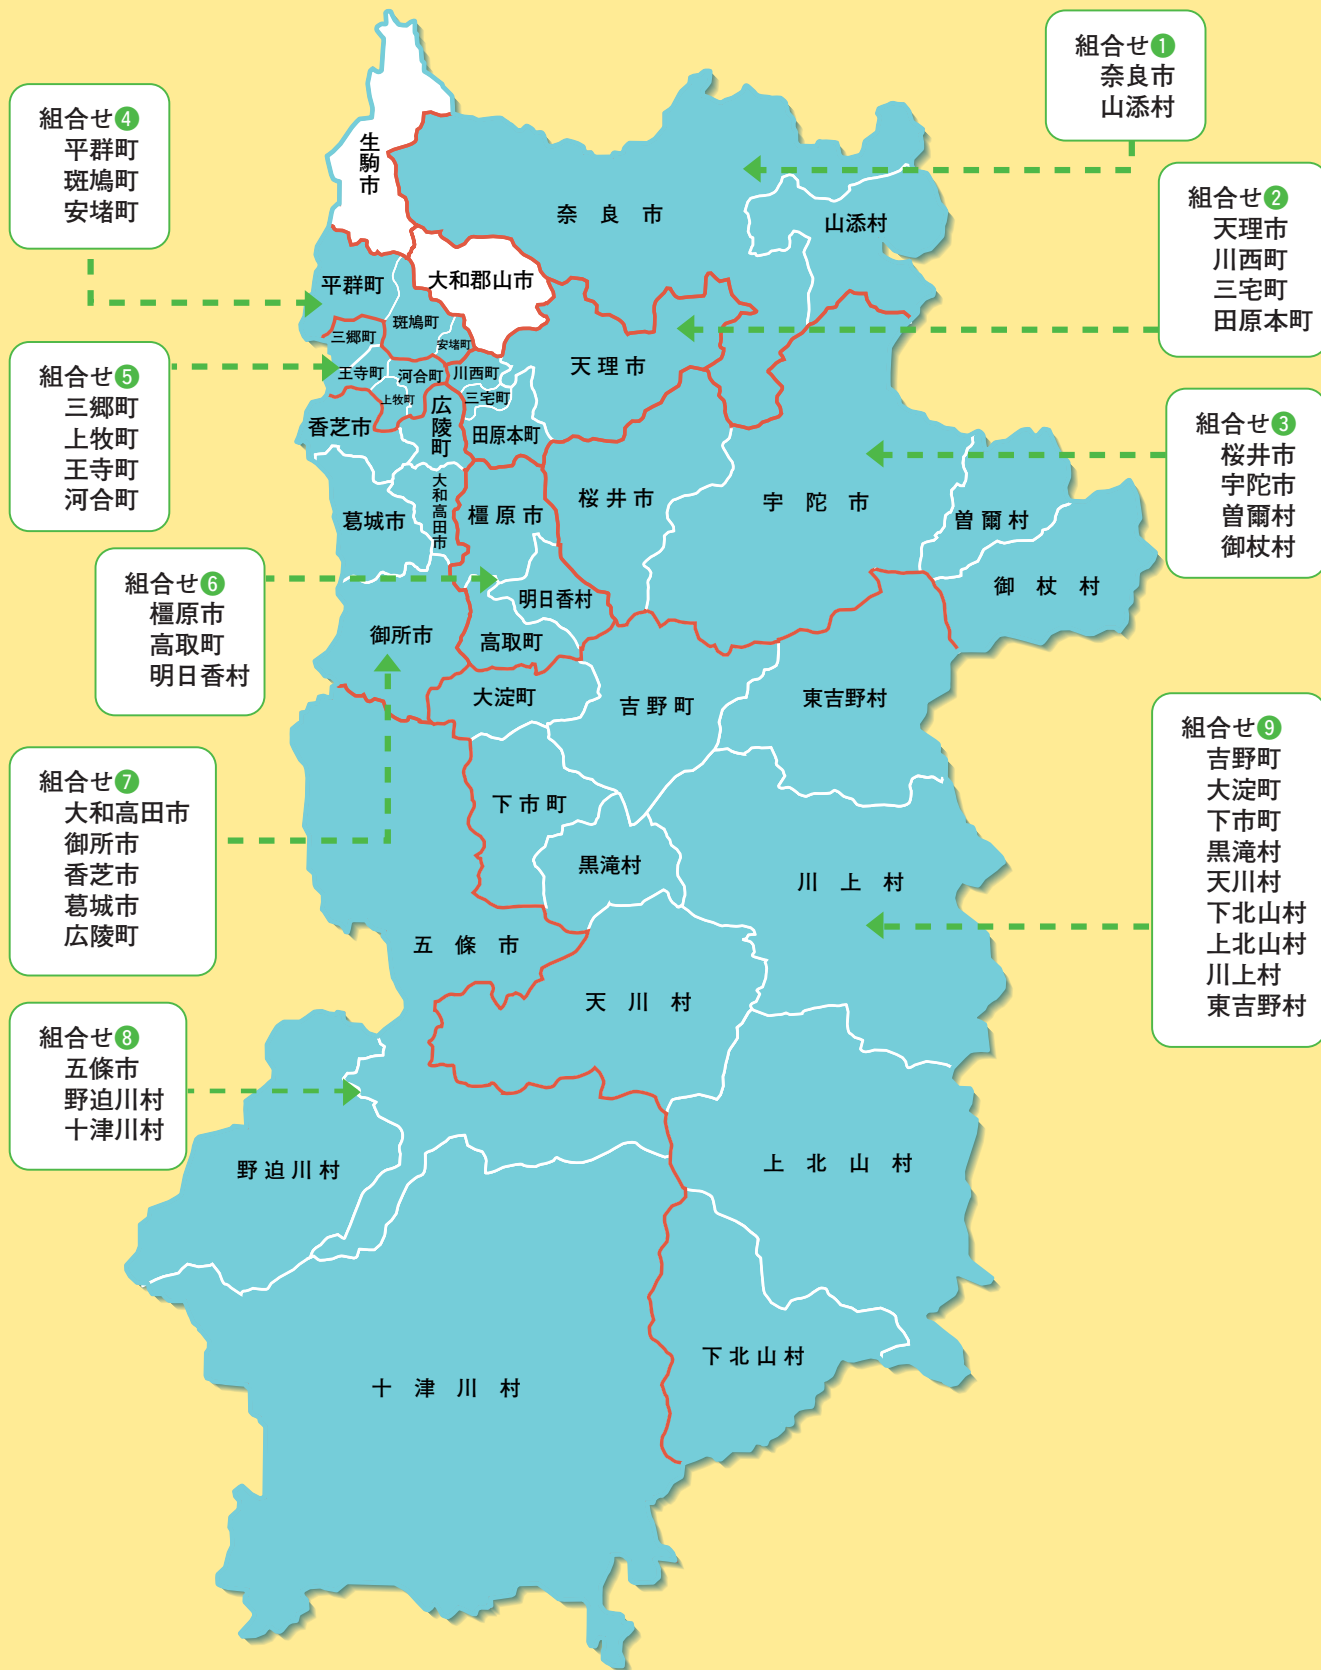 組合せ❶
奈良市
山添村
組合せ❷
天理市
川西町
三宅町
田原本町
組合せ❸
桜井市
宇陀市
曽爾村
御杖村
組合せ❹
平群町
斑鳩町
安堵町
組合せ❺
三郷町
上牧町
王寺町
河合町
組合せ❻
橿原市
高取町
明日香村
組合せ❼
大和高田市
御所市
香芝市
葛城市
広陵町
組合せ❽
五條市
野迫川村
十津川村
組合せ❾
吉野町
大淀町
下市町
黒滝村
天川村
下北山村
上北山村
川上村
東吉野村
生駒市
奈良市
山添村
大和郡山市
平群町
斑鳩町
安堵町
三郷町
王寺町
河合町
川西町
上牧町
三宅町
天理市
香芝市
広陵町
田原本町
大和高田市
葛城市
橿原市
桜井市
宇陀市
曽爾村
御杖村
明日香村
御所市
高取町
大淀町
吉野町
東吉野村
下市町
黒滝村
川上村
五條市
天川村
野迫川村
上北山村
下北山村
十津川村